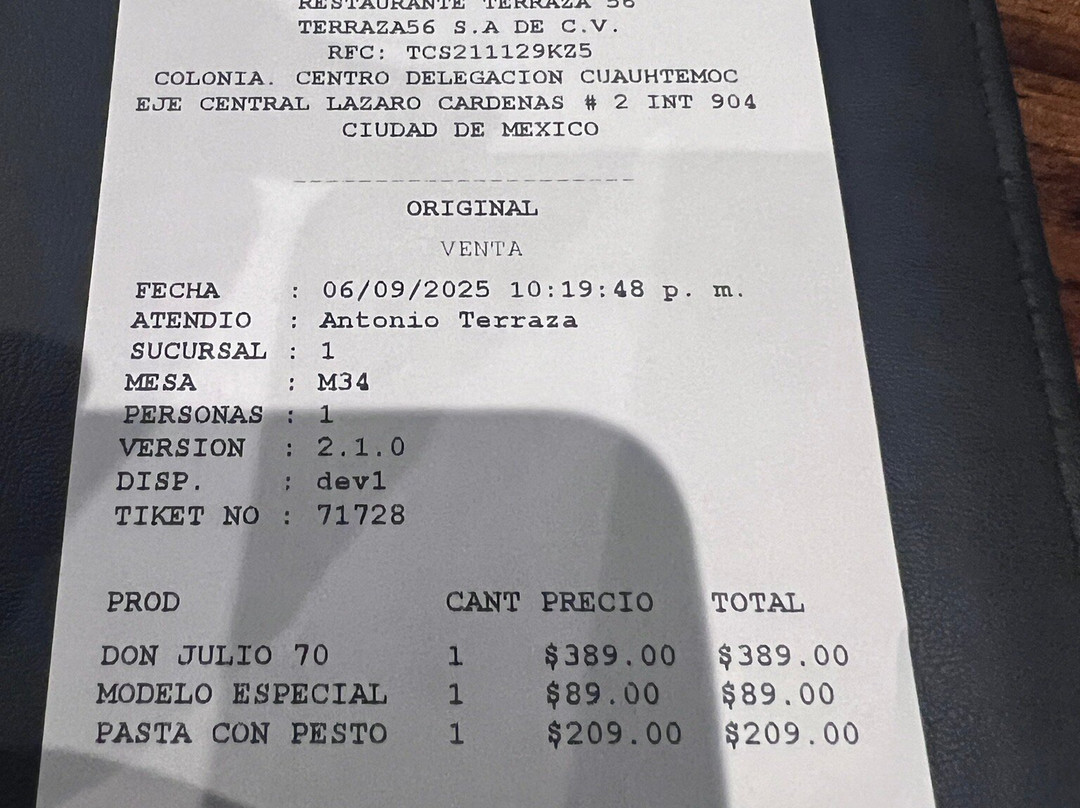 RESTAURANTE TERRAZA 56
TERRAZA56 S.A DE C.V.
RFC: TCS211129KZ5
COLONIA. CENTRO DELEGACION CUAUHTEMOC
EJE CENTRAL LAZARO CARDENAS # 2 INT 904
CIUDAD DE MEXICO
ORIGINAL
VENTA
FECHA : 06/09/2025 10:19:48 p. m.
ATENDIO : Antonio Terraza
SUCURSAL : 1
MESA : M34
PERSONAS : 1
VERSION : 2.1.0
DISP. : dev1
TIKET NO : 71728
PROD CANT PRECIO TOTAL
DON JULIO 70 1 $389.00 $389.00
MODELO ESPECIAL 1 $89.00 $89.00
PASTA CON PESTO 1 $209.00 $209.00